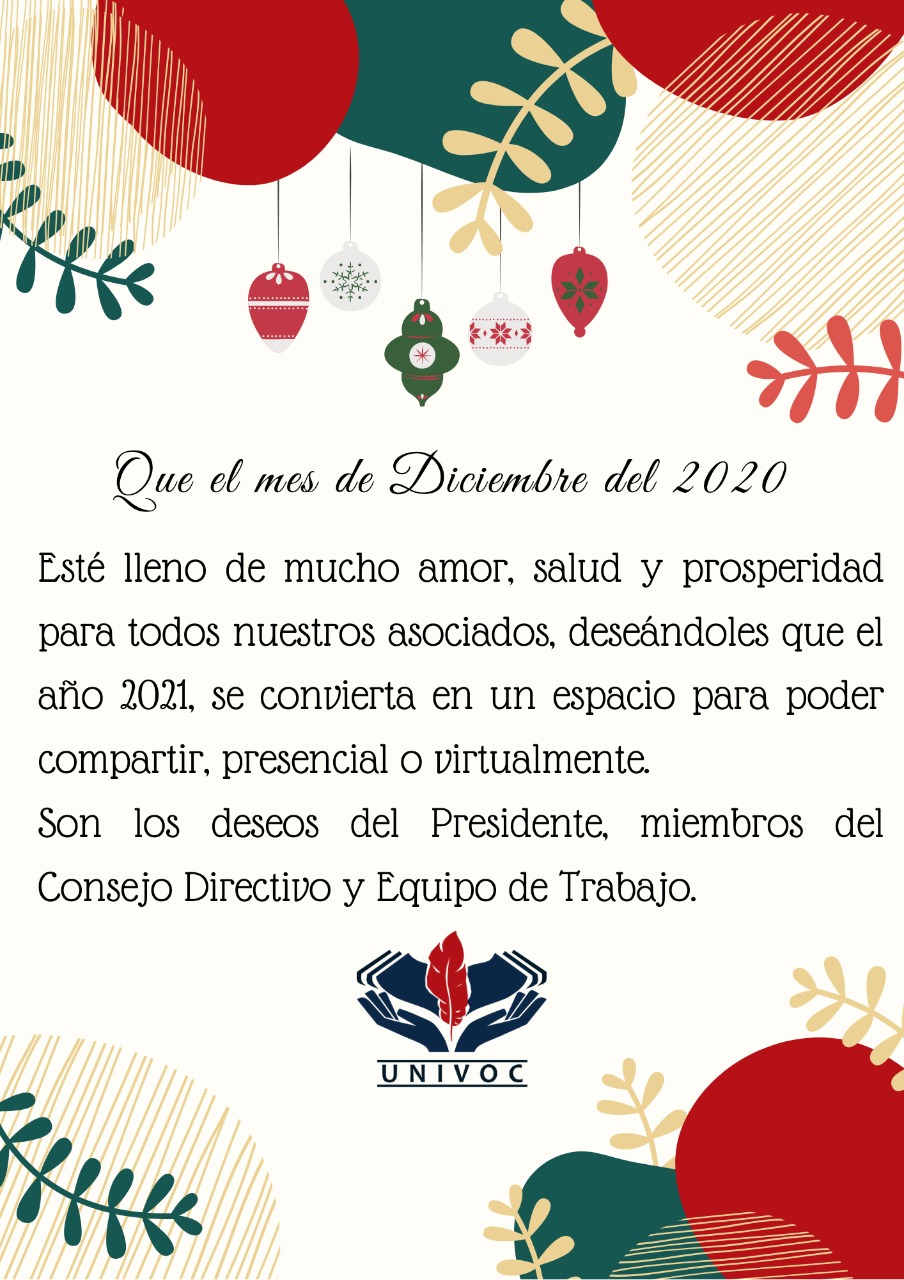 Que el mes de Diciembre del 2020
Esté lleno de mucho amor, salud y prosperidad
para todos nuestros asociados, deseándoles que el
año 2021, se convierta en un espacio para poder
compartir, presencial o virtualmente.
Son los deseos del Presidente, miembros del
Consejo Directivo y Equipo de Trabajo.
UNIVOC